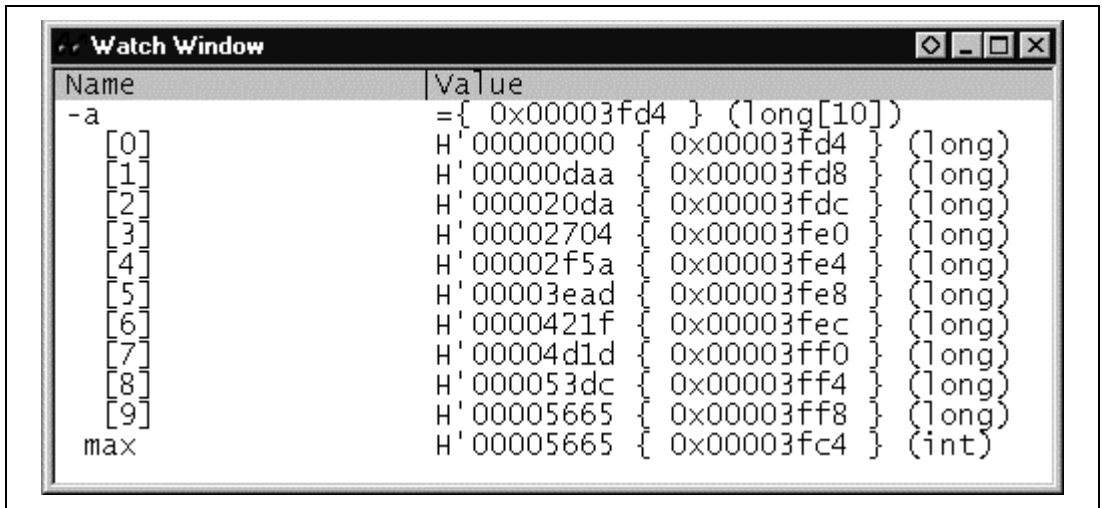 Watch Window
Name Value
-a ={ 0x00003fd4 } (long[10])
[0] H'00000000 { 0x00003fd4 } (long)
[1] H'00000daa { 0x00003fd8 } (long)
[2] H'000020da { 0x00003fdc } (long)
[3] H'00002704 { 0x00003fe0 } (long)
[4] H'00002f5a { 0x00003fe4 } (long)
[5] H'00003ead { 0x00003fe8 } (long)
[6] H'0000421f { 0x00003fec } (long)
[7] H'00004d1d { 0x00003ff0 } (long)
[8] H'000053dc { 0x00003ff4 } (long)
[9] H'00005665 { 0x00003ff8 } (long)
max H'00005665 { 0x00003fc4 } (int)